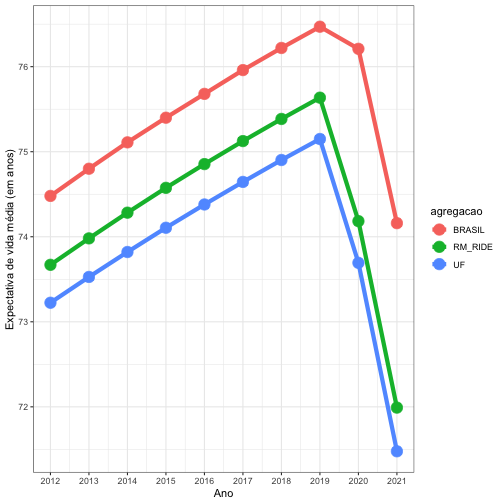 Expectativa de vida média (em anos)
76
75
74
73
72
2012 2013 2014 2015 2016 2017 2018 2019 2020 2021
Ano
agregacao
BRASIL
RM_RIDE
UF